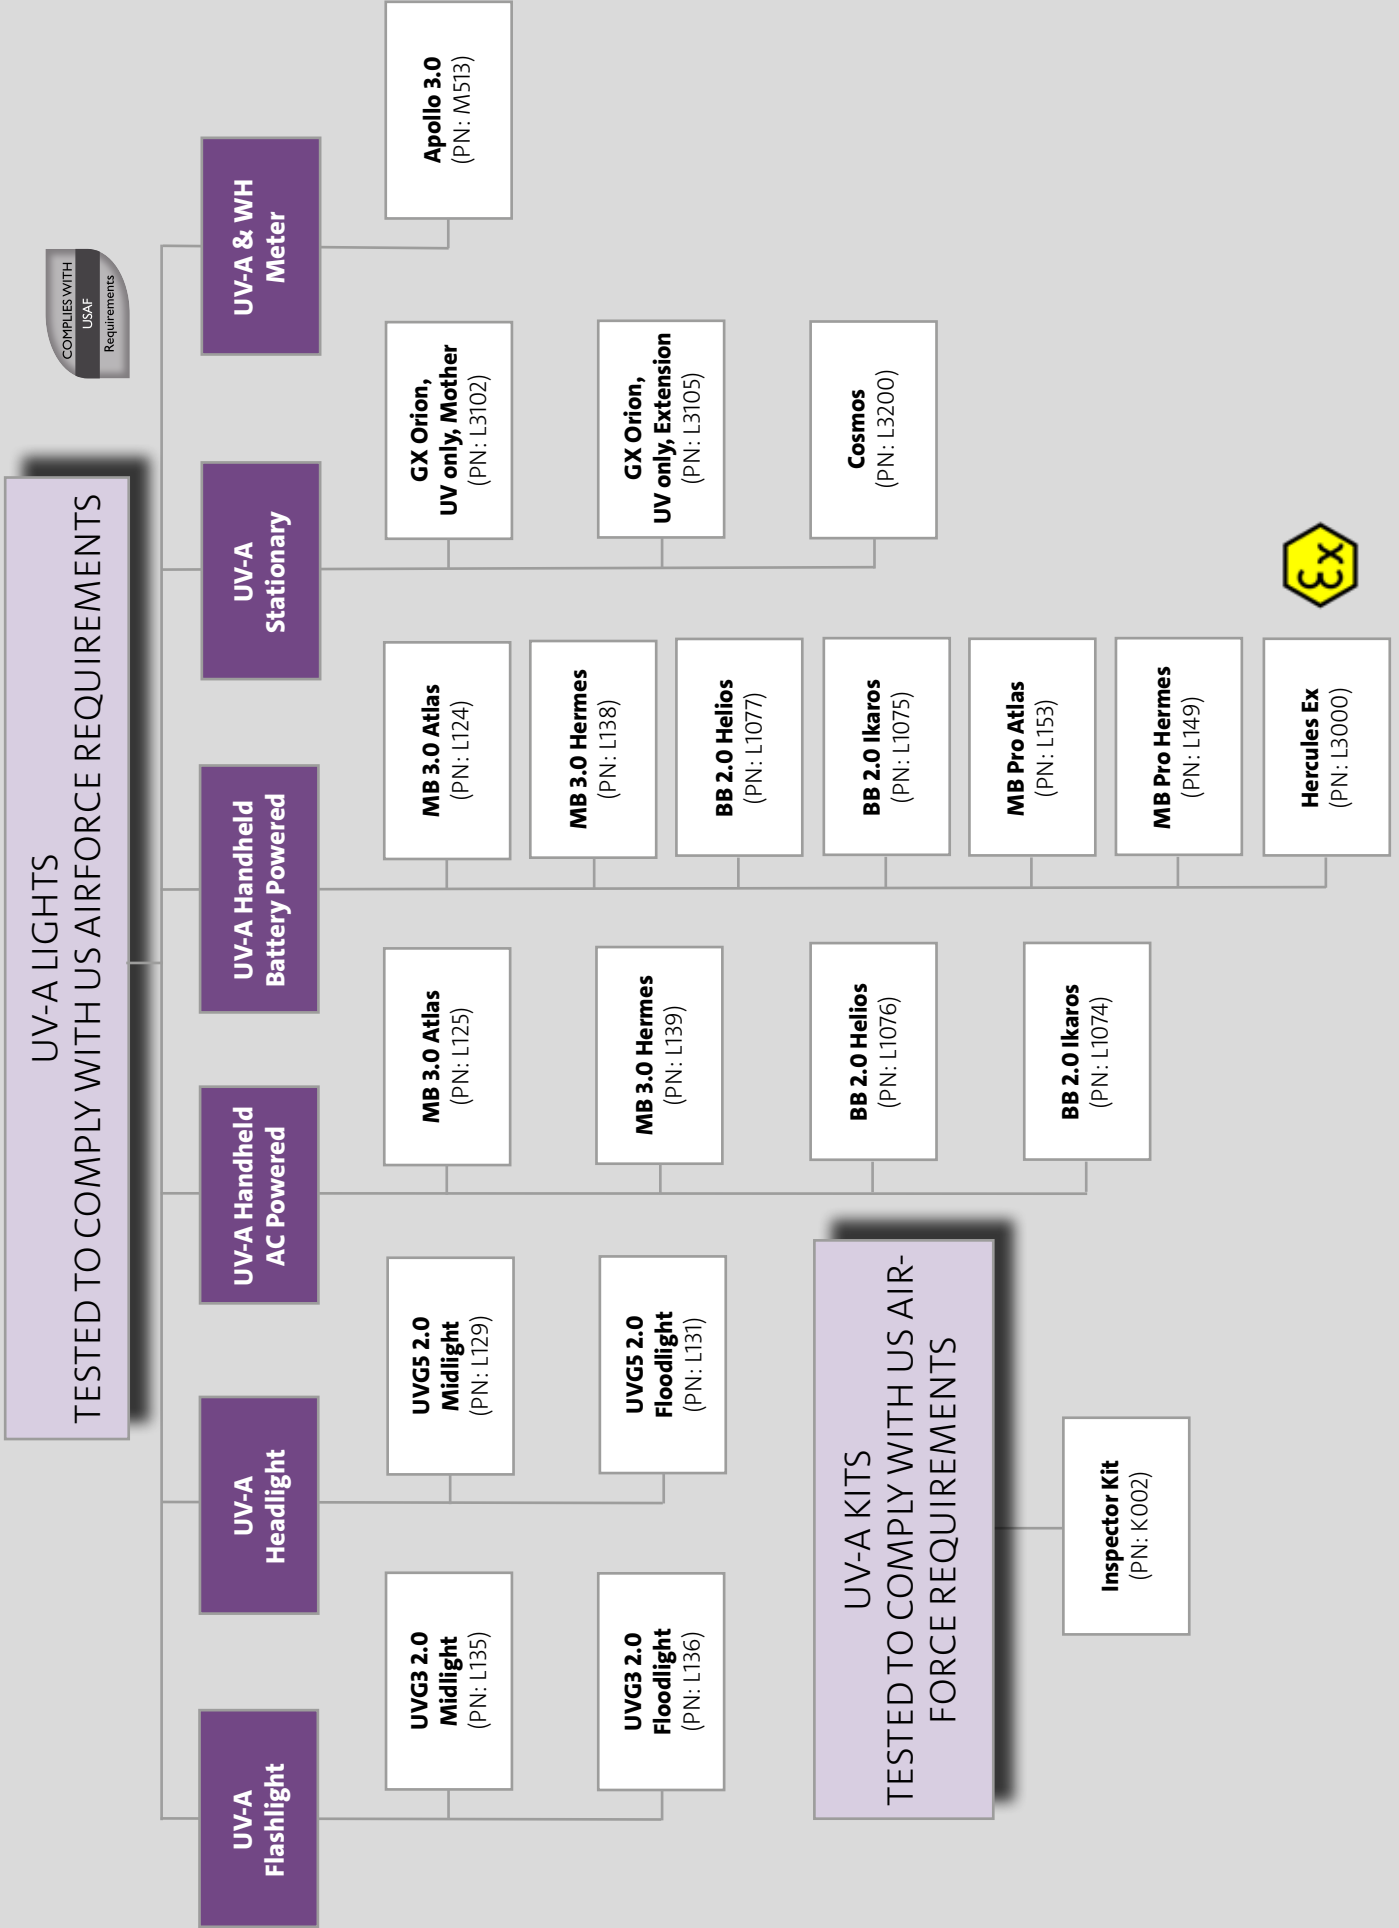 UV-A LIGHTS
TESTED TO COMPLY WITH US AIRFORCE REQUIREMENTS
COMPLIES WITH
USAF
Requirements
UV-A
Flashlight
UVG3 2.0
Midlight
(PN: L135)
UVG3 2.0
Floodlight
(PN: L136)
UV-A
Headlight
UVG5 2.0
Midlight
(PN: L129)
UVG5 2.0
Floodlight
(PN: L131)
UV-A Handheld
AC Powered
MB 3.0 Atlas
(PN: L125)
MB 3.0 Hermes
(PN: L139)
BB 2.0 Helios
(PN: L1076)
BB 2.0 Ikaros
(PN: L1074)
UV-A Handheld
Battery Powered
MB 3.0 Atlas
(PN: L124)
MB 3.0 Hermes
(PN: L138)
BB 2.0 Helios
(PN: L1077)
BB 2.0 Ikaros
(PN: L1075)
MB Pro Atlas
(PN: L153)
MB Pro Hermes
(PN: L149)
Hercules Ex
(PN: L3000)
εx
UV-A
Stationary
GX Orion,
UV only, Mother
(PN: L3102)
GX Orion,
UV only, Extension
(PN: L3105)
Cosmos
(PN: L3200)
UV-A & WH
Meter
Apollo 3.0
(PN: M513)
UV-A KITS
TESTED TO COMPLY WITH US AIR-
FORCE REQUIREMENTS
Inspector Kit
(PN: K002)